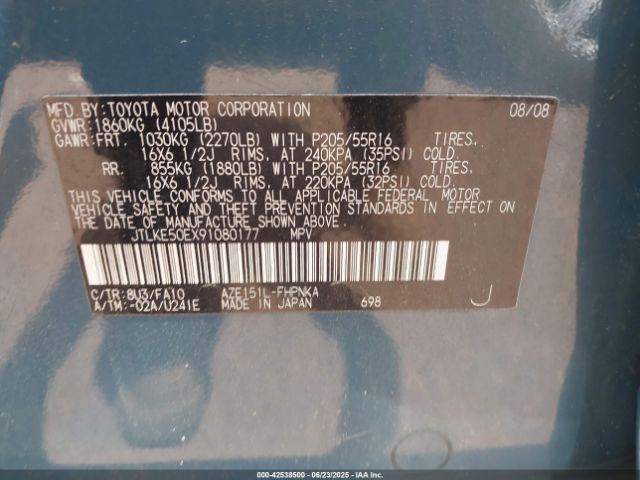 MFD. BY: TOYOTA MOTOR CORPORATION 08/08
GVWR: 1860KG (4105LB)
GAWR: FRT. 1030KG (2270LB) WITH P205/55R16 TIRES.
16X6 1/2J RIMS. AT 240KPA (35PSI) COLD.
RR. 855KG (1880LB) WITH P205/55R16 TIRES.
16X6 1/2J RIMS. AT 220KPA (32PSI) COLD.
THIS VEHICLE CONFORMS TO ALL APPLICABLE FEDERAL MOTOR
VEHICLE SAFETY AND THEFT PREVENTION STANDARDS IN EFFECT ON
THE DATE OF MANUFACTURE SHOWN ABOVE.
JTLKE50EX91080177 MPV
C/TR: 8U3/FA10 AZE151L-FHPNKA
A/TM: -02A/U241E MADE IN JAPAN 698 J
000-42538500 - 06/23/2025 - IAAI.COM